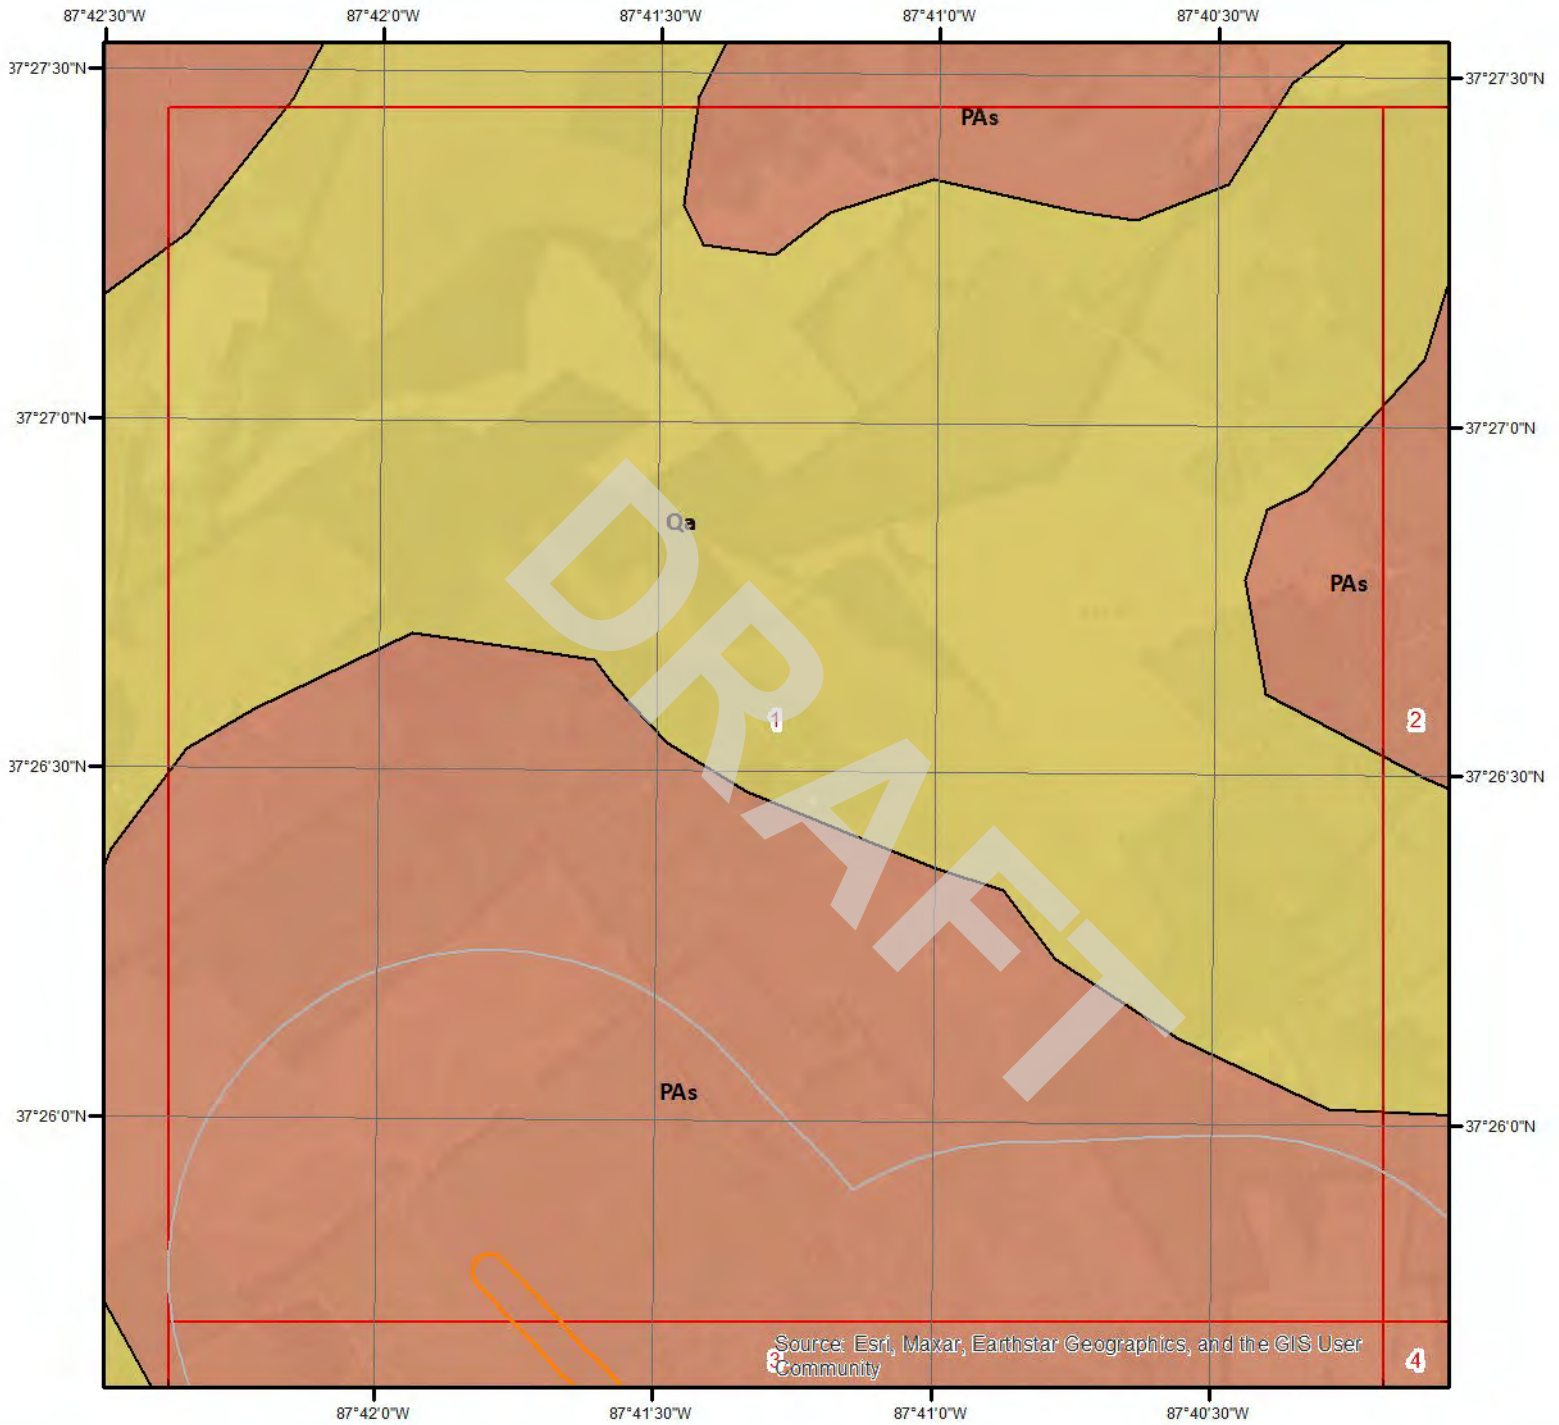 87°42'30"W 87°42'0"W 87°41'30"W 87°41'0"W 87°40'30"W
37°27'30"N 37°27'30"N
PAs
37°27'0"N 37°27'0"N
Qa
PAs
DRAFT
1 2
37°26'30"N 37°26'30"N
PAs
37°26'0"N 37°26'0"N
Source: Esri, Maxar, Earthstar Geographics, and the GIS User
3 Community 4
87°42'0"W 87°41'30"W 87°41'0"W 87°40'30"W